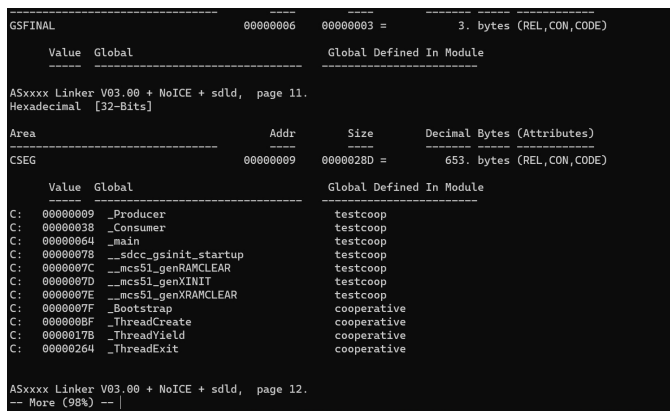 GSFINAL 00000006 00000003 = 3. bytes (REL,CON,CODE)
Value Global Global Defined In Module
ASxxxx Linker V03.00 + NoICE + sdld, page 11.
Hexadecimal [32-Bits]
Area Addr Size Decimal Bytes (Attributes)
CSEG 00000009 0000028D = 653. bytes (REL,CON,CODE)
Value Global Global Defined In Module
C: 00000009 _Producer testcoop
C: 00000038 _Consumer testcoop
C: 00000064 _main testcoop
C: 00000078 __sdcc_gsinit_startup testcoop
C: 0000007C __mcs51_genRAMCLEAR testcoop
C: 0000007D __mcs51_genXINIT testcoop
C: 0000007E __mcs51_genXRAMCLEAR testcoop
C: 0000007F _Bootstrap cooperative
C: 000000BF _ThreadCreate cooperative
C: 0000017B _ThreadYield cooperative
C: 00000264 _ThreadExit cooperative
ASxxxx Linker V03.00 + NoICE + sdld, page 12.
-- More (98%) --